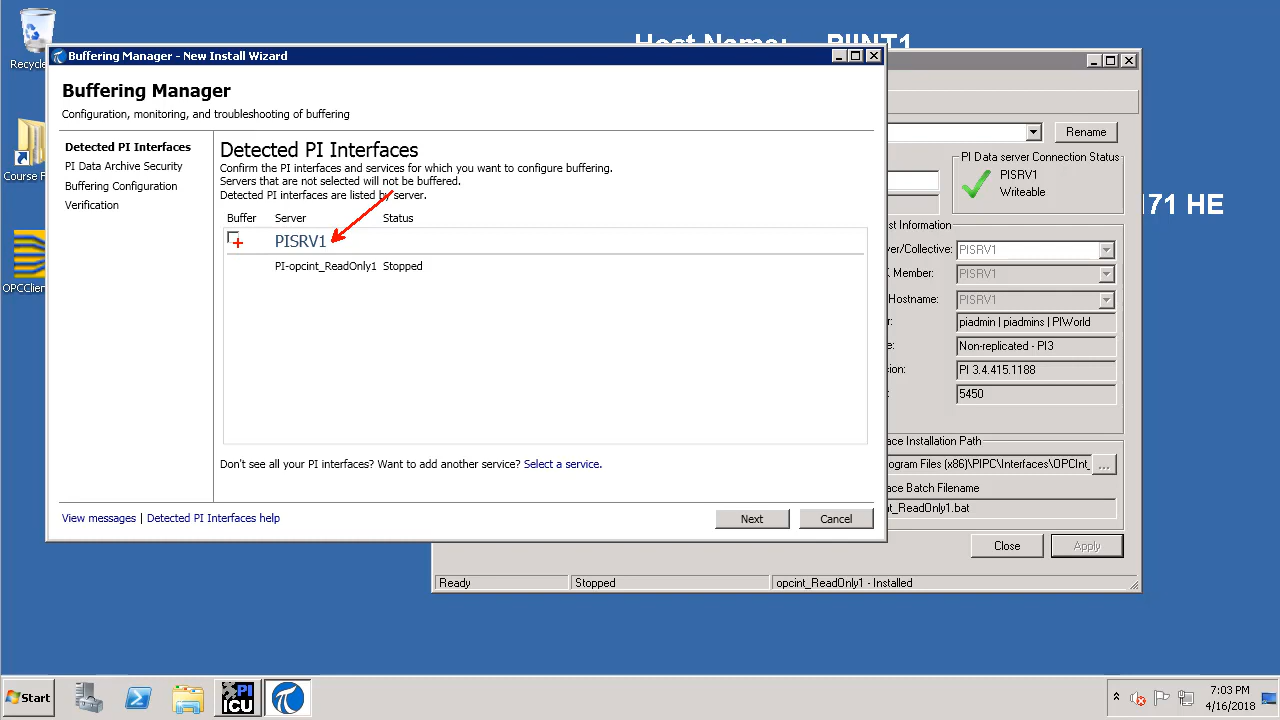 Host Name: PIINT1
Recycle
Buffering Manager - New Install Wizard
Buffering Manager
Configuration, monitoring, and troubleshooting of buffering
Detected PI Interfaces
PI Data Archive Security
Buffering Configuration
Verification
Detected PI Interfaces
Confirm the PI interfaces and services for which you want to configure buffering.
Servers that are not selected will not be buffered.
Detected PI interfaces are listed by server.
Buffer Server Status
PISRV1
PI-opcint_ReadOnly1 Stopped
Don't see all your PI interfaces? Want to add another service? Select a service.
View messages | Detected PI Interfaces help
Next Cancel
Course F
OPCClien
Rename
PI Data server Connection Status
PISRV1
Writeable
171 HE
st Information
er/Collective: PISRV1
K Member: PISRV1
Hostname: PISRV1
r: piadmin | piadmins | PIWorld
e: Non-replicated - PI3
ion: PI 3.4.415.1188
: 5450
ace Installation Path
ogram Files (x86)\PIPC\Interfaces\OPCInt_ ...
ace Batch Filename
nt_ReadOnly1.bat
Close Apply
Ready Stopped opcint_ReadOnly1 - Installed
Start
PI
ICU
7:03 PM
4/16/2018